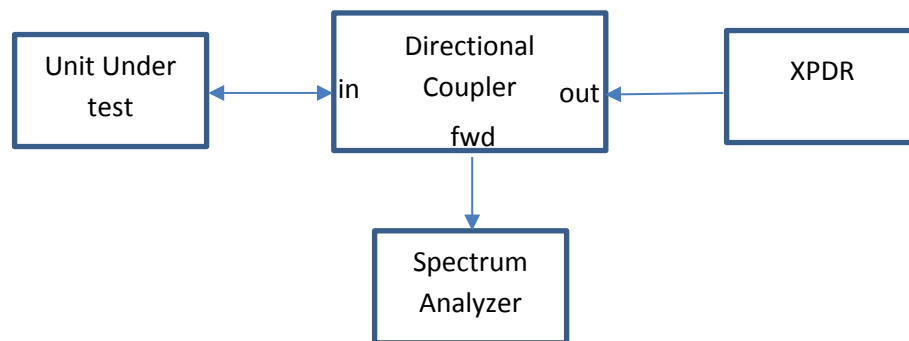 Unit Under
test
in
Directional
Coupler
out
fwd
XPDR
Spectrum
Analyzer